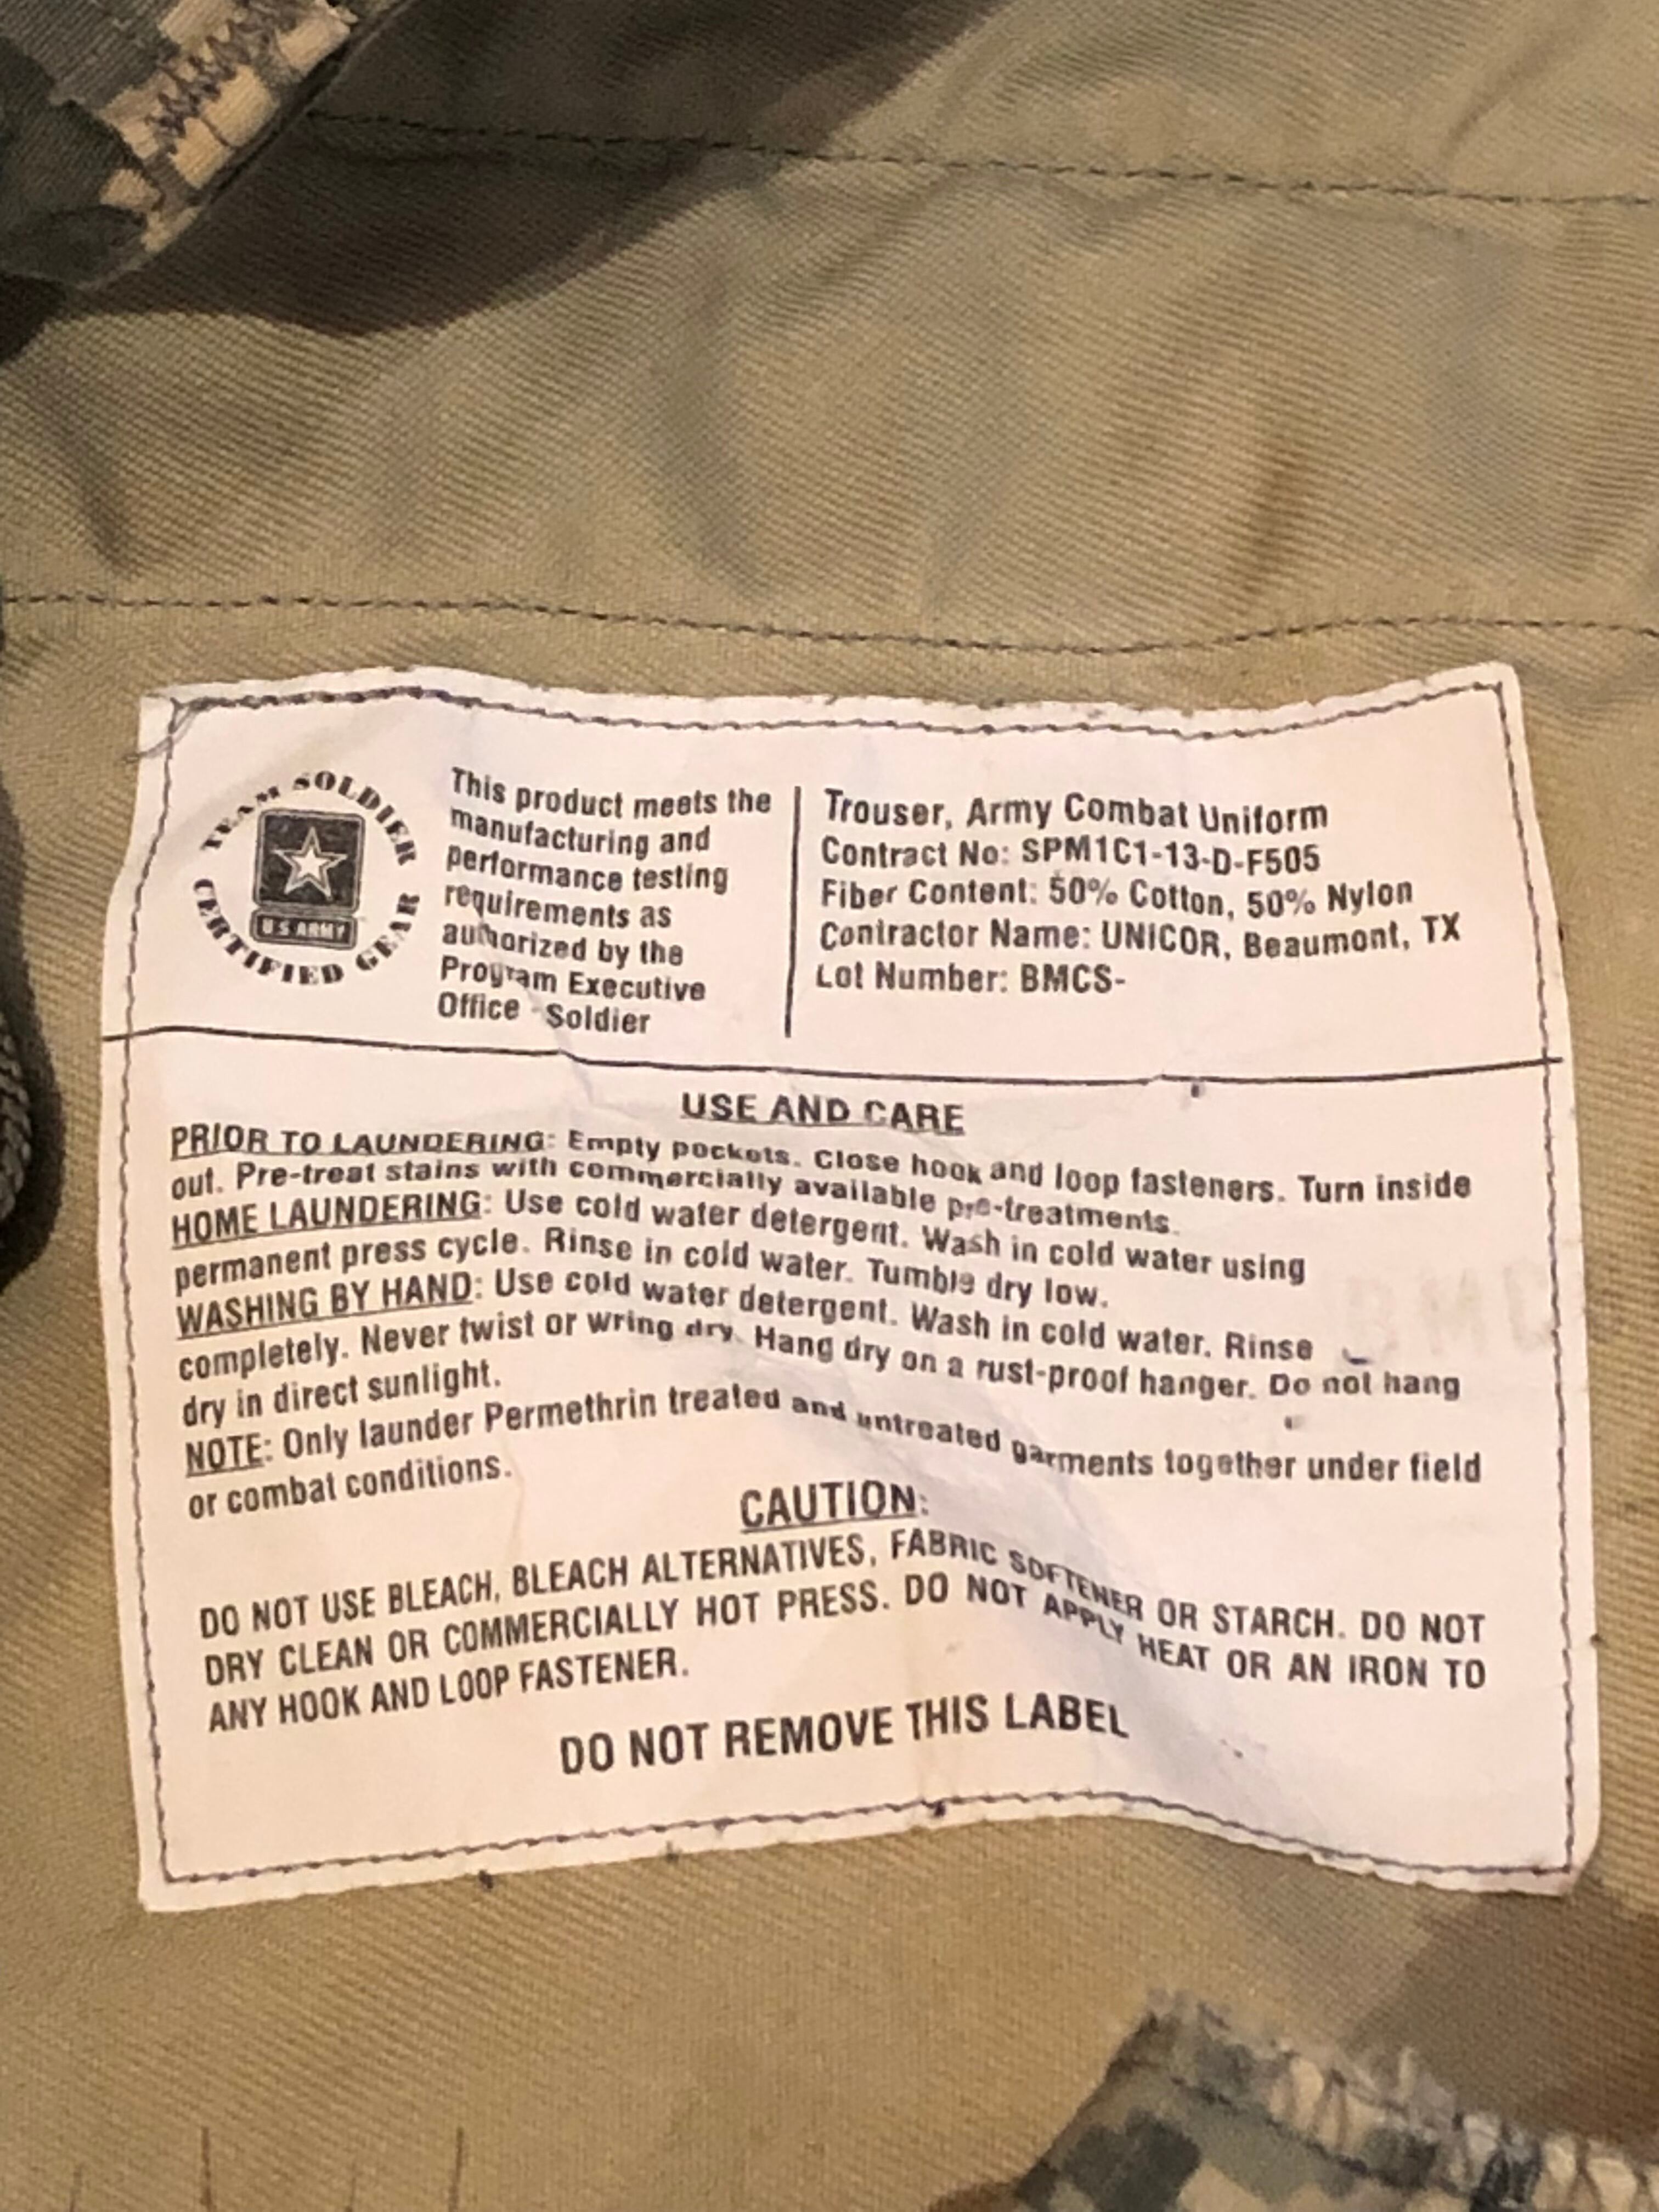 TEAM SOLDIER
CERTIFIED GEAR
U.S ARMY
This product meets the
manufacturing and
performance testing
requirements as
authorized by the
Program Executive
Office - Soldier
Trouser, Army Combat Uniform
Contract No: SPM1C1-13-D-F505
Fiber Content: 50% Cotton, 50% Nylon
Contractor Name: UNICOR, Beaumont, TX
Lot Number: BMCS-
USE AND CARE
PRIOR TO LAUNDERING: Empty pockets. Close hook and loop fasteners. Turn inside
out. Pre-treat stains with commercially available pre-treatments.
HOME LAUNDERING: Use cold water detergent. Wash in cold water using
permanent press cycle. Rinse in cold water. Tumble dry low.
WASHING BY HAND: Use cold water detergent. Wash in cold water. Rinse
completely. Never twist or wring dry. Hang dry on a rust-proof hanger. Do not hang
dry in direct sunlight.
NOTE: Only launder Permethrin treated and untreated garments together under field
or combat conditions.
CAUTION:
DO NOT USE BLEACH, BLEACH ALTERNATIVES, FABRIC SOFTENER OR STARCH. DO NOT
DRY CLEAN OR COMMERCIALLY HOT PRESS. DO NOT APPLY HEAT OR AN IRON TO
ANY HOOK AND LOOP FASTENER.
DO NOT REMOVE THIS LABEL